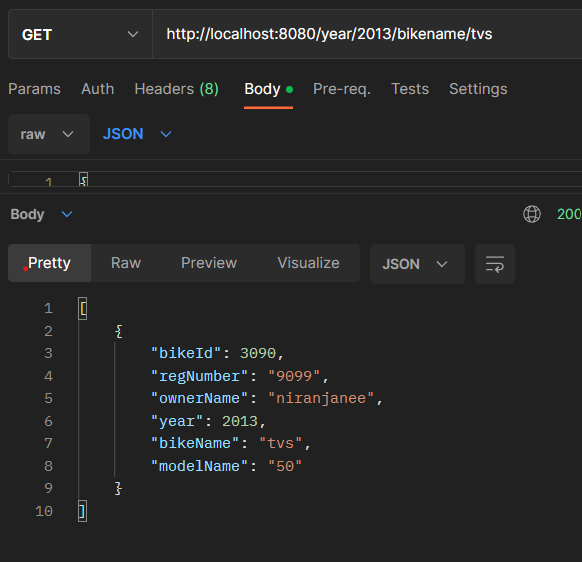 GET http://localhost:8080/year/2013/bikename/tvs
Params Auth Headers (8) Body Pre-req. Tests Settings
raw JSON
1 {
Body 200
Pretty Raw Preview Visualize JSON
1 [
2 {
3 "bikeId": 3090,
4 "regNumber": "9099",
5 "ownerName": "niranjanee",
6 "year": 2013,
7 "bikeName": "tvs",
8 "modelName": "50"
9 }
10 ]